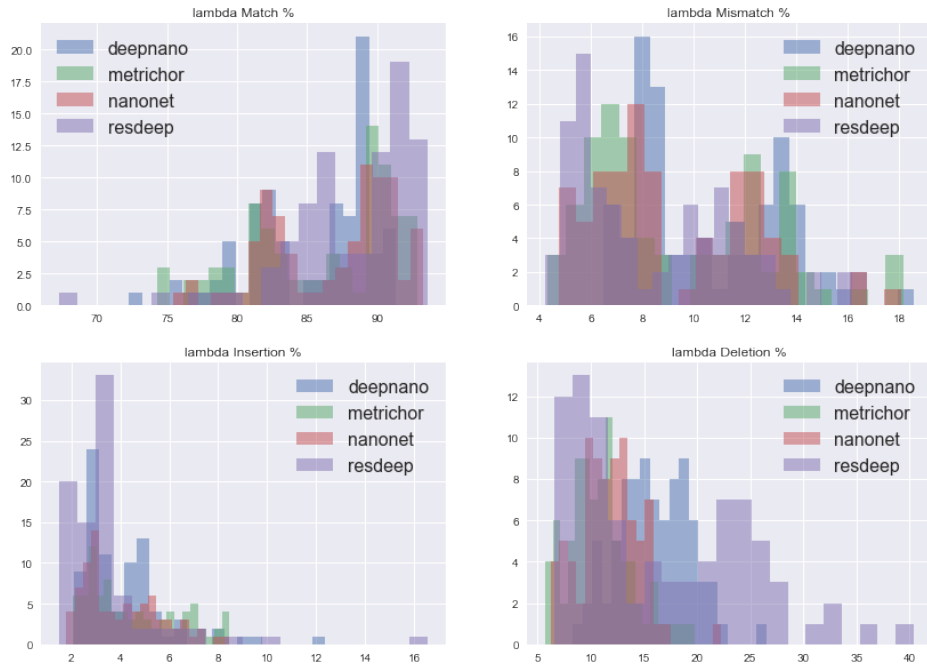 lambda Match %
20.0
17.5
15.0
12.5
10.0
7.5
5.0
2.5
0.0
70 75 80 85 90
deepnano
metrichor
nanonet
resdeep
lambda Mismatch %
16
14
12
10
8
6
4
2
0
4 6 8 10 12 14 16 18
deepnano
metrichor
nanonet
resdeep
lambda Insertion %
30
25
20
15
10
5
0
2 4 6 8 10 12 14 16
deepnano
metrichor
nanonet
resdeep
lambda Deletion %
12
10
8
6
4
2
0
5 10 15 20 25 30 35 40
deepnano
metrichor
nanonet
resdeep